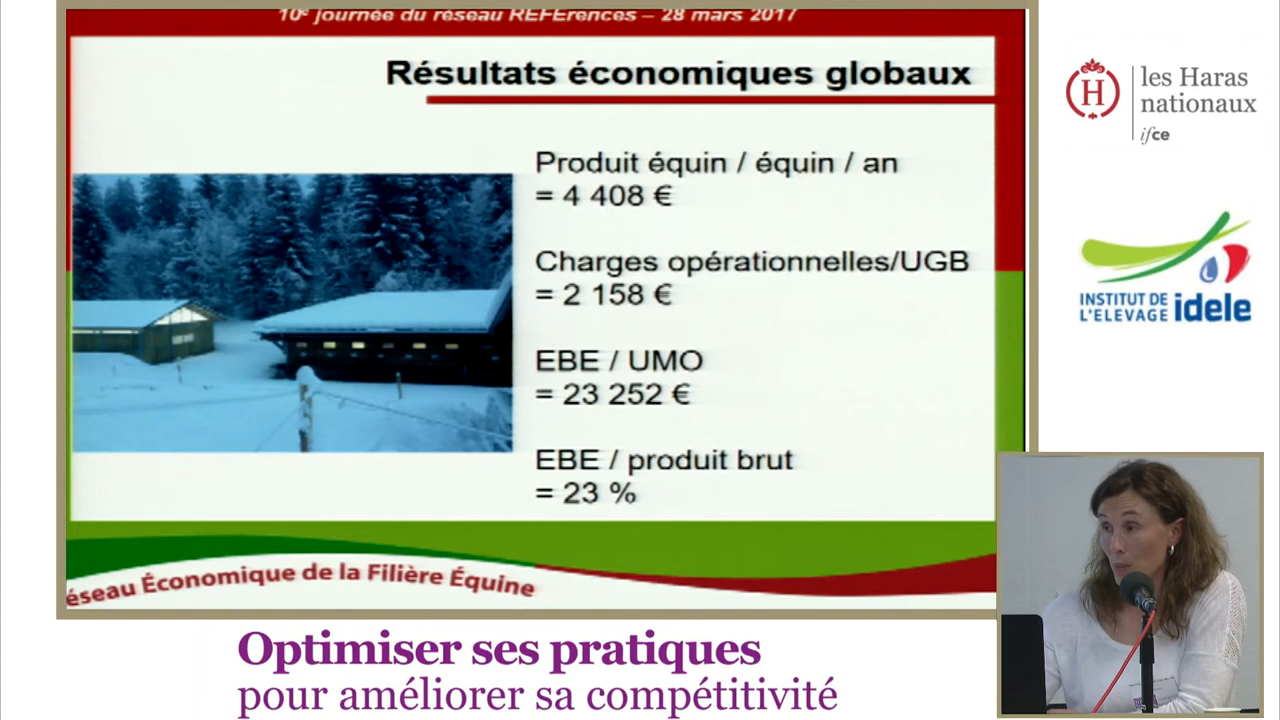 10e journée du réseau REFErences – 28 mars 2017
Résultats économiques globaux
Produit équin / équin / an
= 4 408 €
Charges opérationnelles/UGB
= 2 158 €
EBE / UMO
= 23 252 €
EBE / produit brut
= 23 %
éseau Économique de la Filière Équine
H
les Haras
nationaux
ifce
INSTITUT DE
L'ELEVAGE idele
Optimiser ses pratiques
pour améliorer sa compétitivité